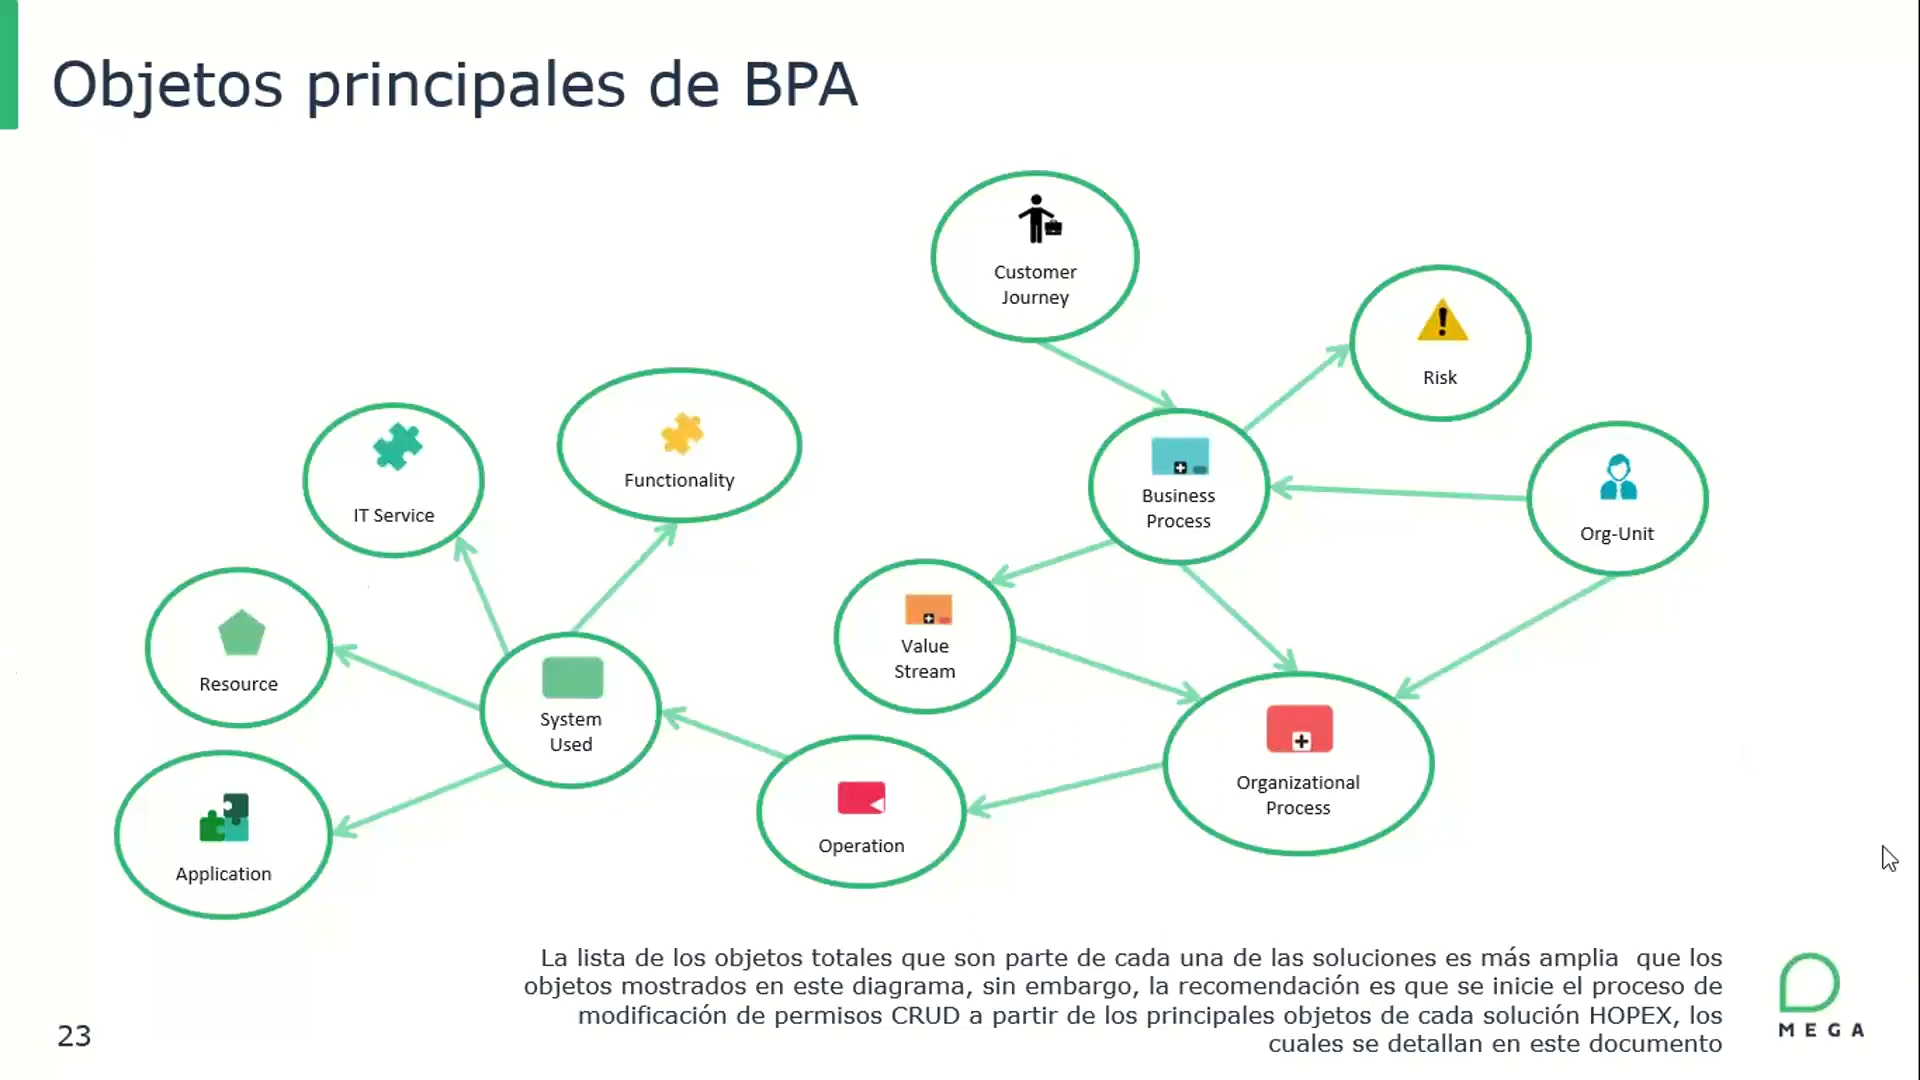 Objetos principales de BPA
Customer
Journey
Risk
Functionality
IT Service
Business
Process
Org-Unit
Value
Stream
Resource
System
Used
Organizational
Process
Operation
Application
La lista de los objetos totales que son parte de cada una de las soluciones es más amplia  que los
objetos mostrados en este diagrama, sin embargo, la recomendación es que se inicie el proceso de
modificación de permisos CRUD a partir de los principales objetos de cada solución HOPEX, los
cuales se detallan en este documento
23
MEGA